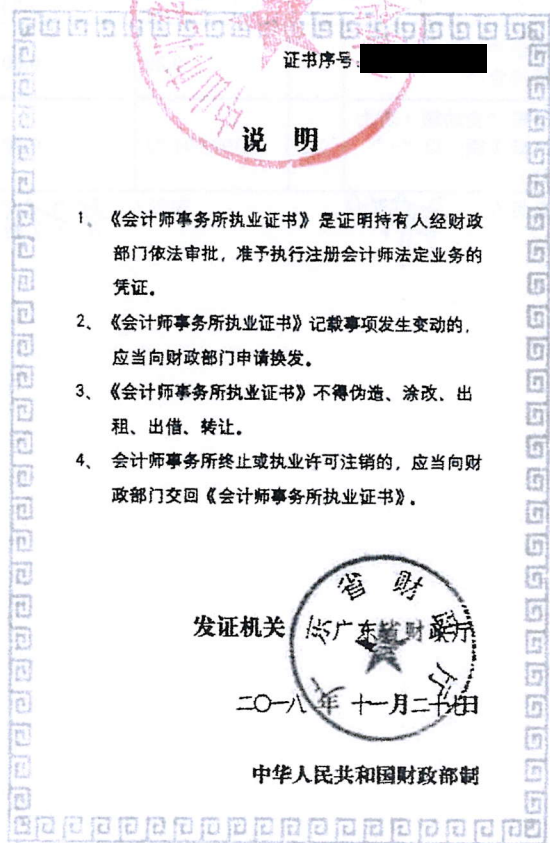 证书序号：
说 明
1、《会计师事务所执业证书》是证明持有人经财政
部门依法审批，准予执行注册会计师法定业务的
凭证。
2、《会计师事务所执业证书》记载事项发生变动的，
应当向财政部门申请换发。
3、《会计师事务所执业证书》不得伪造、涂改、出
租、出借、转让。
4、 会计师事务所终止或执业许可注销的，应当向财
政部门交回《会计师事务所执业证书》。
发证机关 广东省财政厅
二〇一八年 十一月二十七日
中华人民共和国财政部制